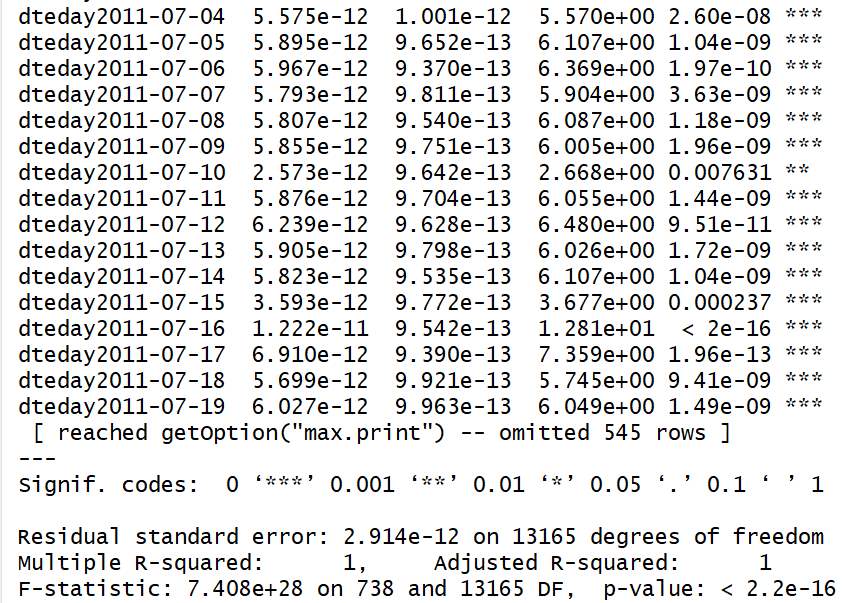 dteday2011-07-04  5.575e-12  1.001e-12  5.570e+00 2.60e-08 ***
dteday2011-07-05  5.895e-12  9.652e-13  6.107e+00 1.04e-09 ***
dteday2011-07-06  5.967e-12  9.370e-13  6.369e+00 1.97e-10 ***
dteday2011-07-07  5.793e-12  9.811e-13  5.904e+00 3.63e-09 ***
dteday2011-07-08  5.807e-12  9.540e-13  6.087e+00 1.18e-09 ***
dteday2011-07-09  5.855e-12  9.751e-13  6.005e+00 1.96e-09 ***
dteday2011-07-10  2.573e-12  9.642e-13  2.668e+00 0.007631 **
dteday2011-07-11  5.876e-12  9.704e-13  6.055e+00 1.44e-09 ***
dteday2011-07-12  6.239e-12  9.628e-13  6.480e+00 9.51e-11 ***
dteday2011-07-13  5.905e-12  9.798e-13  6.026e+00 1.72e-09 ***
dteday2011-07-14  5.823e-12  9.535e-13  6.107e+00 1.04e-09 ***
dteday2011-07-15  3.593e-12  9.772e-13  3.677e+00 0.000237 ***
dteday2011-07-16  1.222e-11  9.542e-13  1.281e+01  < 2e-16 ***
dteday2011-07-17  6.910e-12  9.390e-13  7.359e+00 1.96e-13 ***
dteday2011-07-18  5.699e-12  9.921e-13  5.745e+00 9.41e-09 ***
dteday2011-07-19  6.027e-12  9.963e-13  6.049e+00 1.49e-09 ***
 [ reached getOption("max.print") -- omitted 545 rows ]
---
Signif. codes:  0 ‘***’ 0.001 ‘**’ 0.01 ‘*’ 0.05 ‘.’ 0.1 ‘ ’ 1
Residual standard error: 2.914e-12 on 13165 degrees of freedom
Multiple R-squared:      1,     Adjusted R-squared:      1
F-statistic: 7.408e+28 on 738 and 13165 DF,  p-value: < 2.2e-16